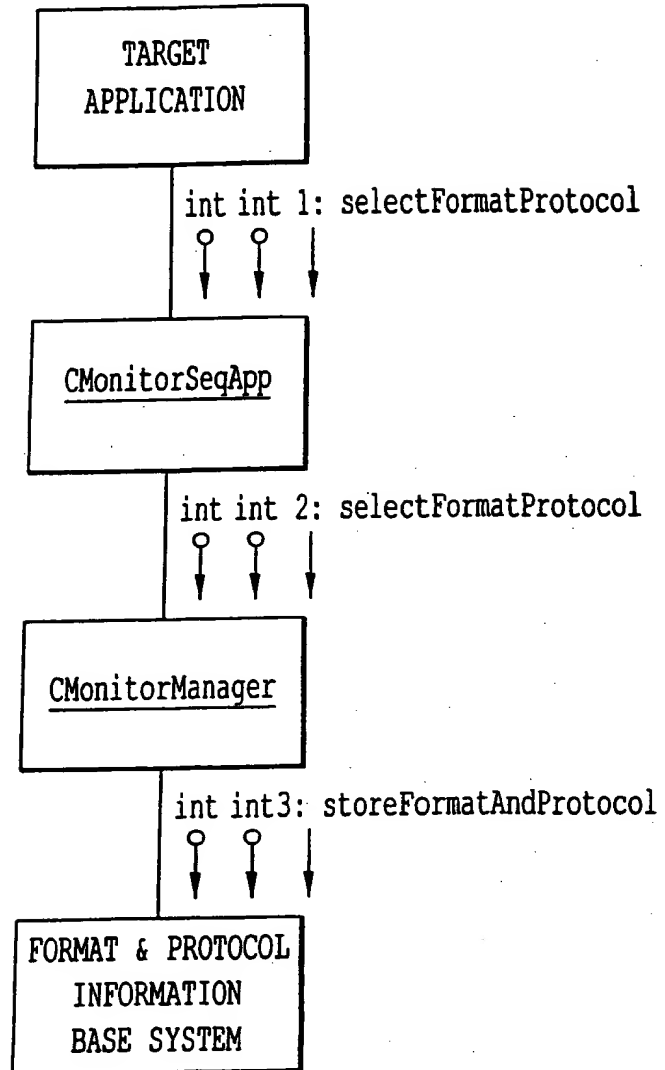 TARGET
APPLICATION
int int 1: selectFormatProtocol
CMonitorSeqApp
int int 2: selectFormatProtocol
CMonitorManager
int int3: storeFormatAndProtocol
FORMAT & PROTOCOL
INFORMATION
BASE SYSTEM